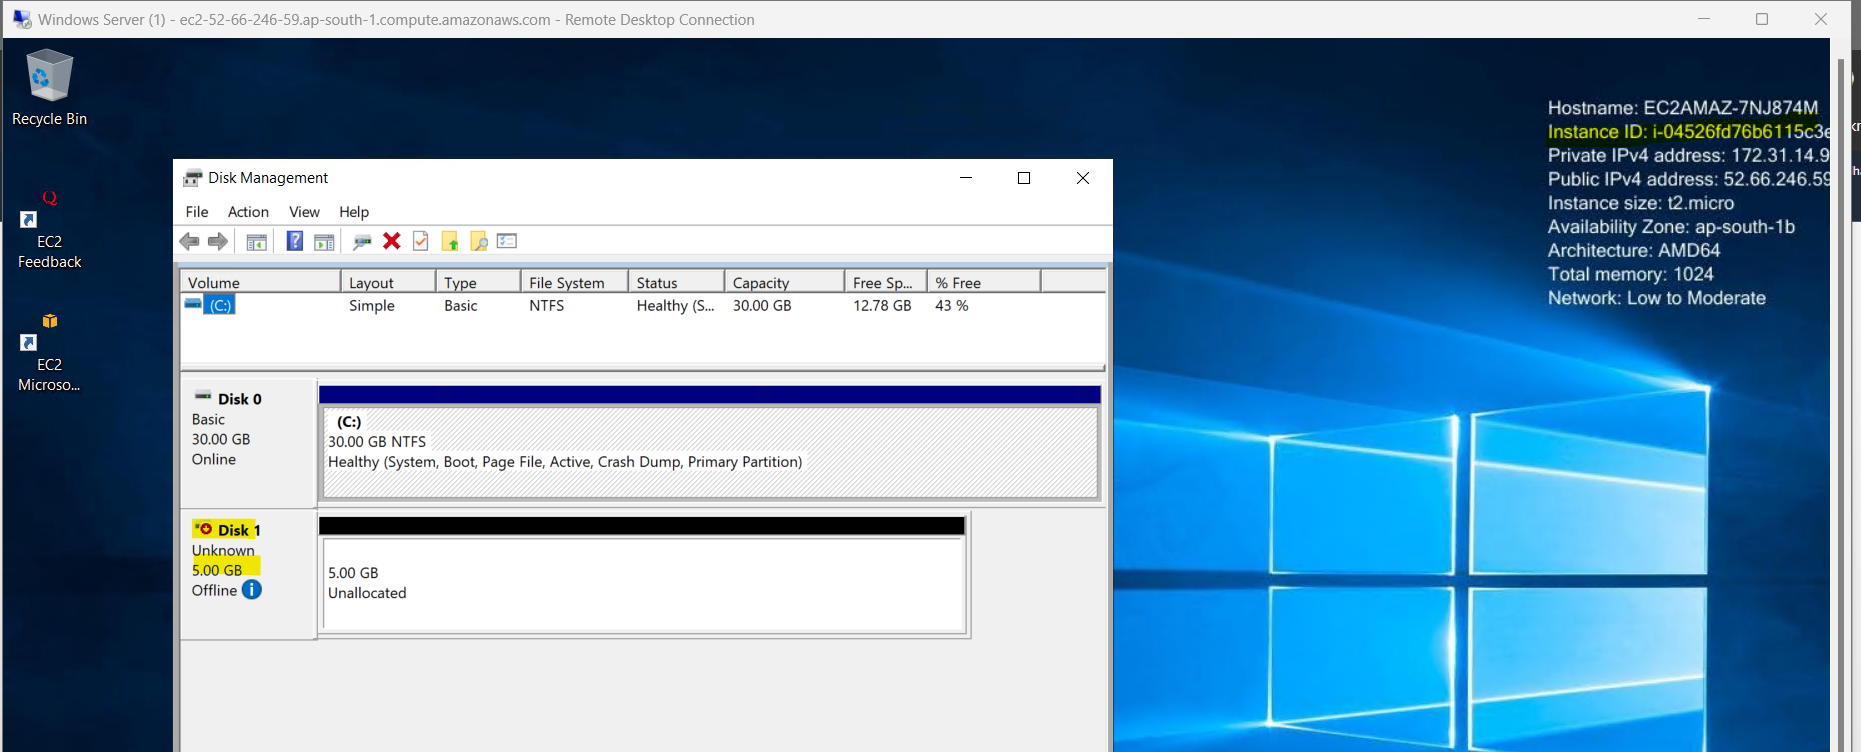 Windows Server (1) - ec2-52-66-246-59.ap-south-1.compute.amazonaws.com - Remote Desktop Connection
Recycle Bin
Q
EC2
Feedback
EC2
Microso...
Hostname: EC2AMAZ-7NJ874M
Instance ID: i-04526fd76b6115c3e
Private IPv4 address: 172.31.14.9
Public IPv4 address: 52.66.246.59
Instance size: t2.micro
Availability Zone: ap-south-1b
Architecture: AMD64
Total memory: 1024
Network: Low to Moderate
Disk Management
File Action View Help
Volume Layout Type File System Status Capacity Free Sp... % Free
(C:) Simple Basic NTFS Healthy (S... 30.00 GB 12.78 GB 43 %
Disk 0
Basic
30.00 GB
Online
(C:)
30.00 GB NTFS
Healthy (System, Boot, Page File, Active, Crash Dump, Primary Partition)
Disk 1
Unknown
5.00 GB
Offline
5.00 GB
Unallocated